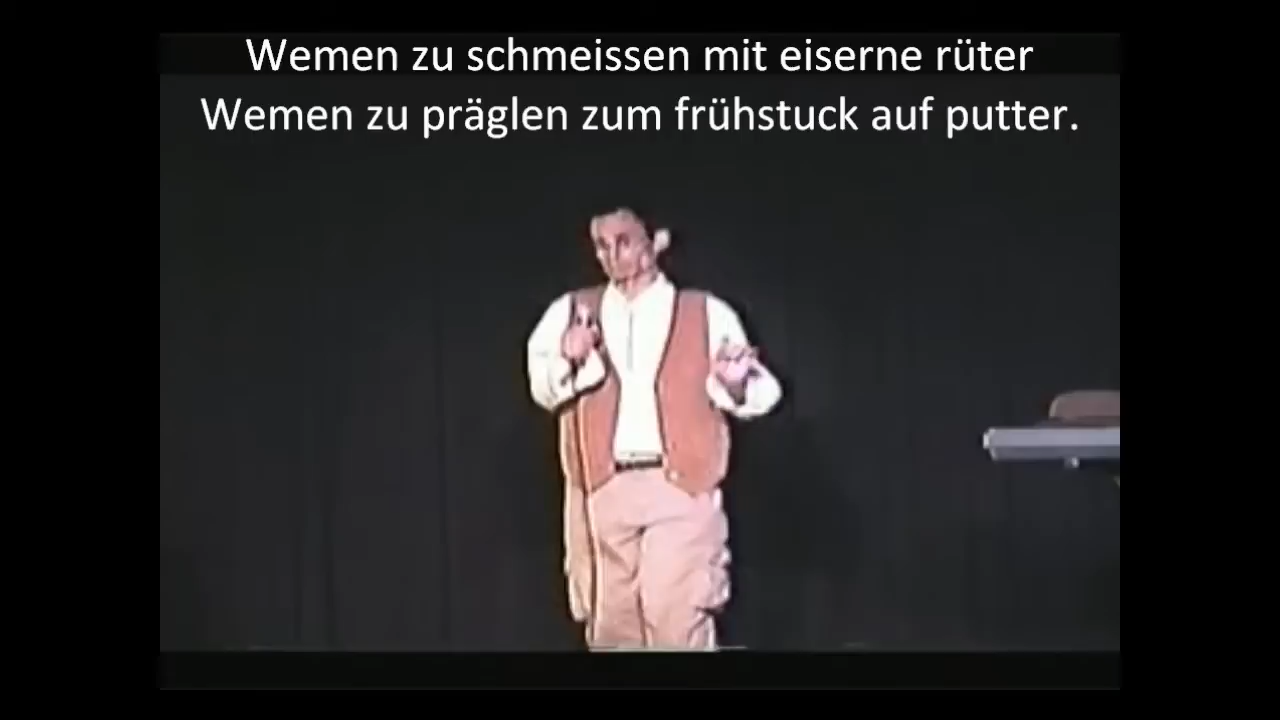 Wemen zu schmeissen mit eiserne rüter
Wemen zu präglen zum frühstuck auf putter.